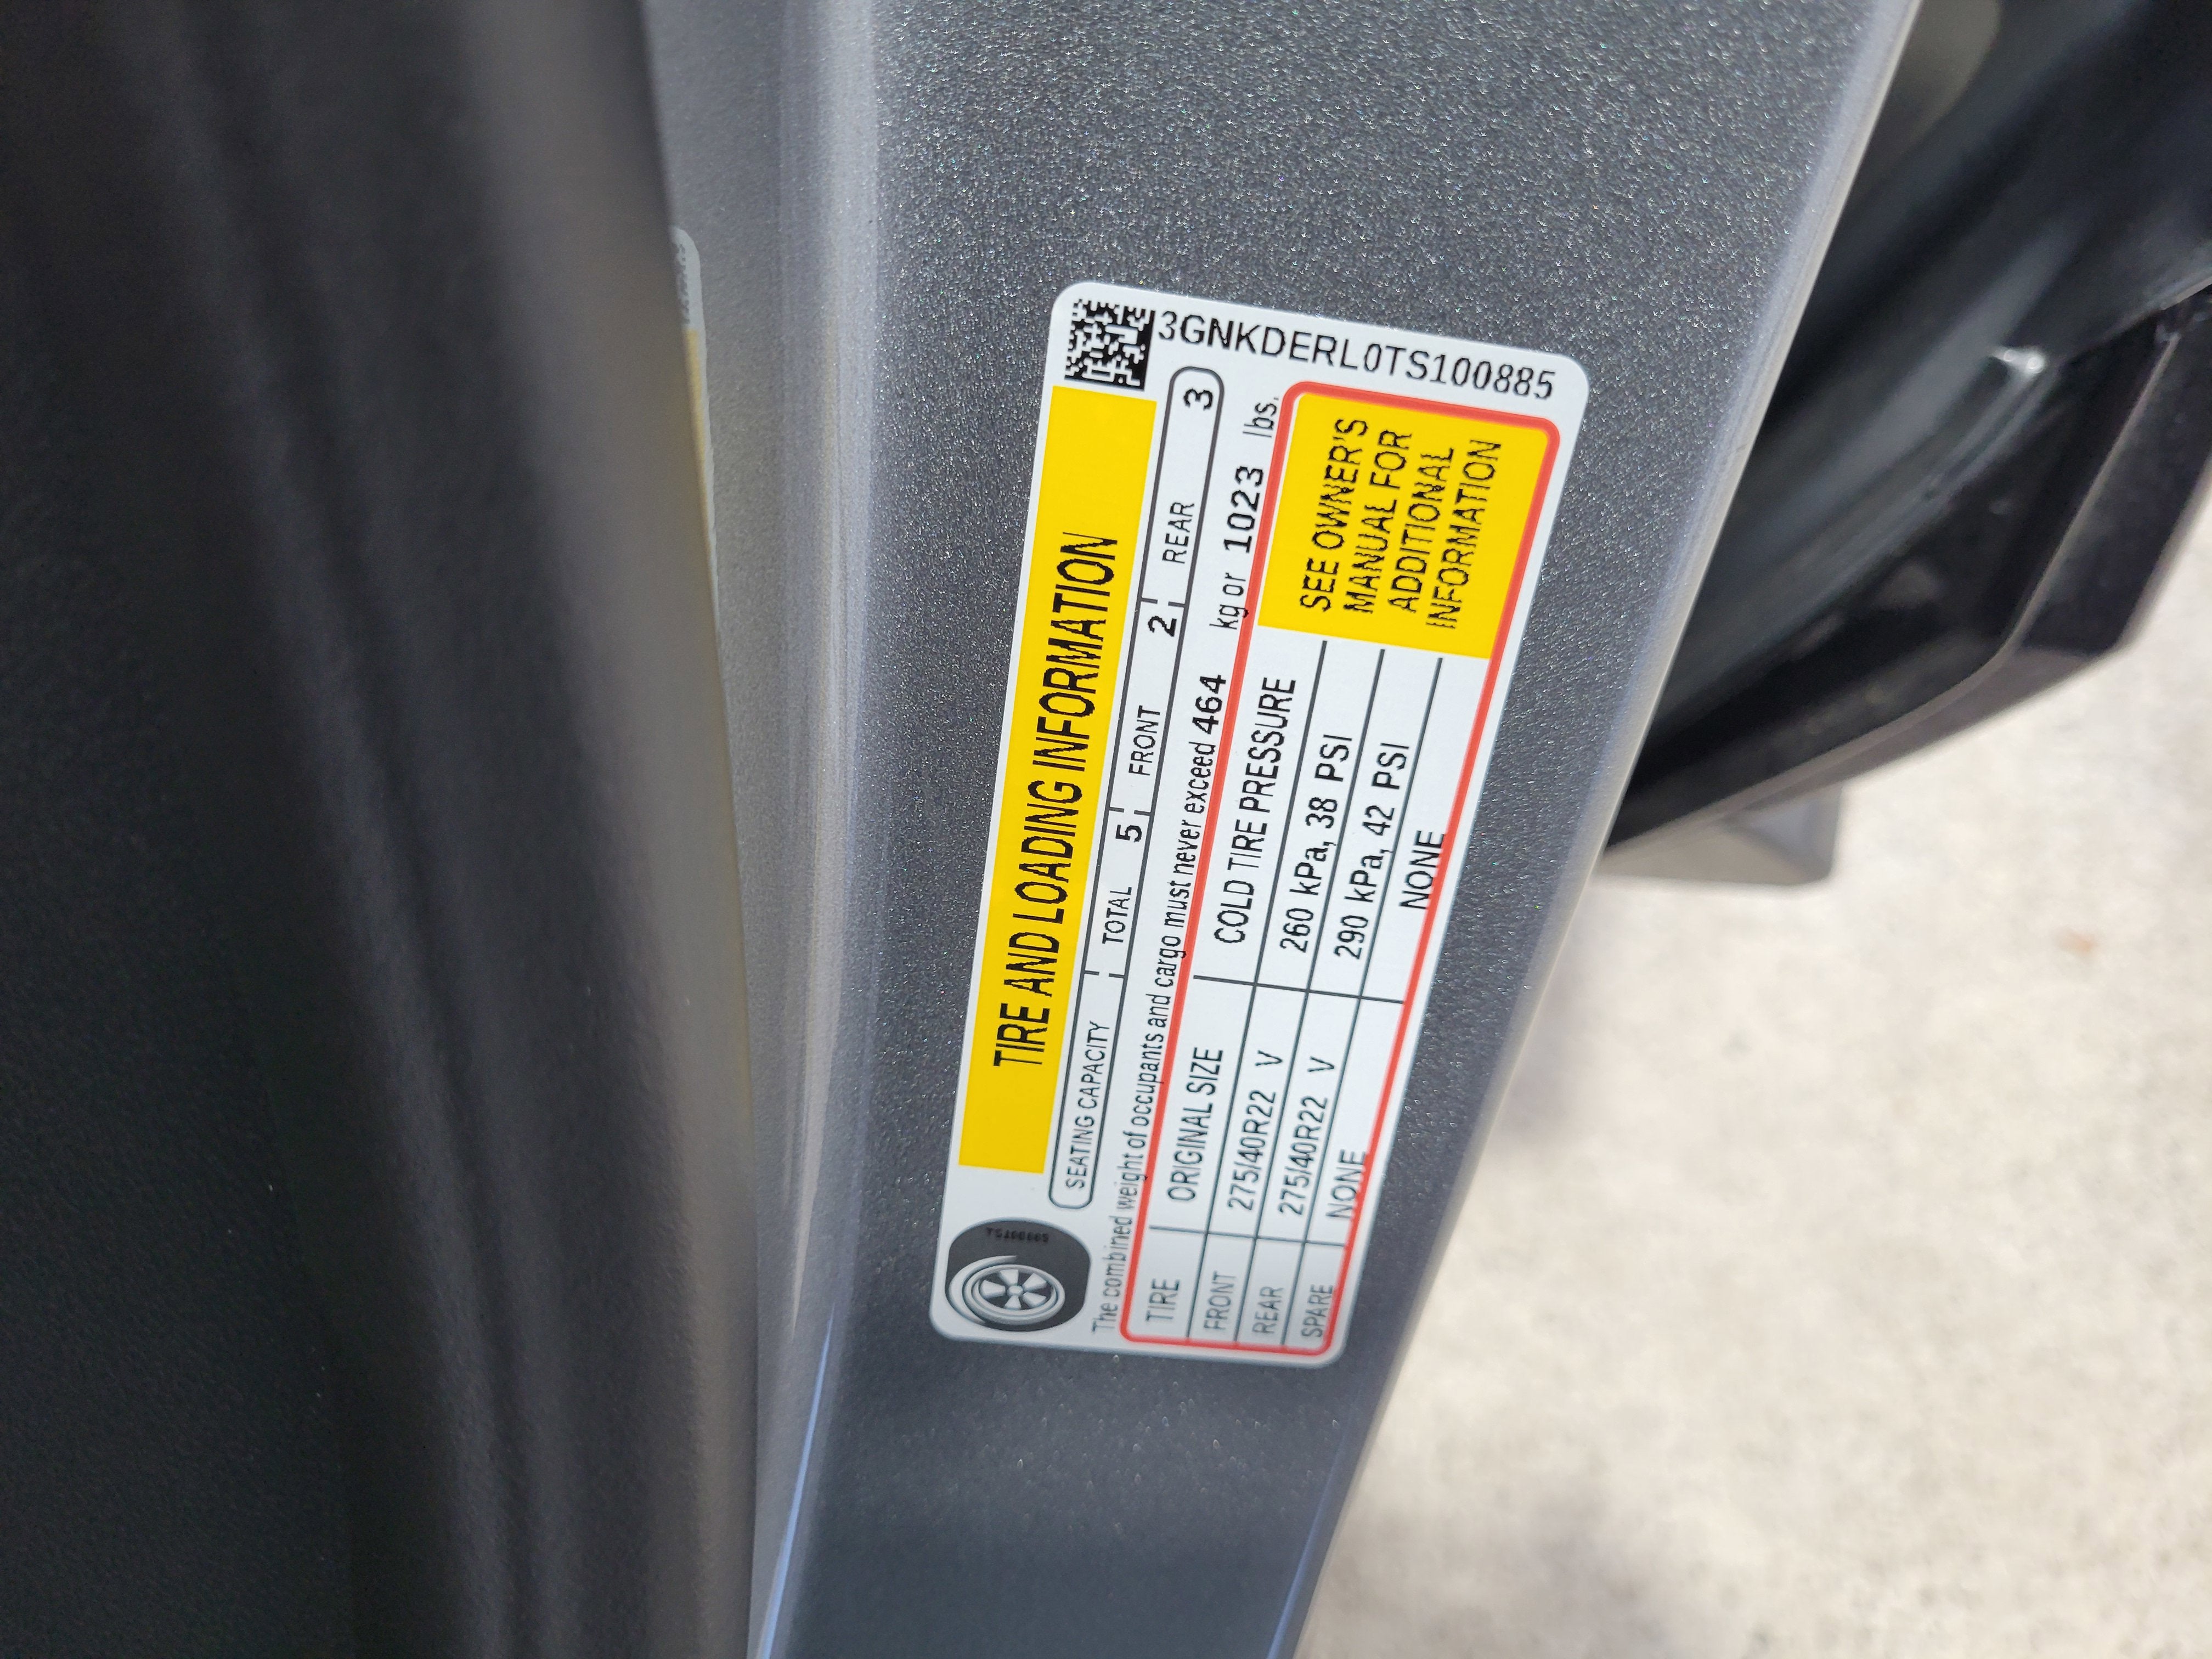 3GNKDERL0TS100885
TIRE AND LOADING INFORMATION
SEATING CAPACITY TOTAL 5 FRONT 2 REAR 3
The combined weight of occupants and cargo must never exceed 464 kg or 1023 lbs.
TIRE ORIGINAL SIZE COLD TIRE PRESSURE
FRONT 275/40R22 V 260 kPa, 38 PSI
REAR 275/40R22 V 290 kPa, 42 PSI
SPARE NONE NONE
SEE OWNER'S
MANUAL FOR
ADDITIONAL
INFORMATION